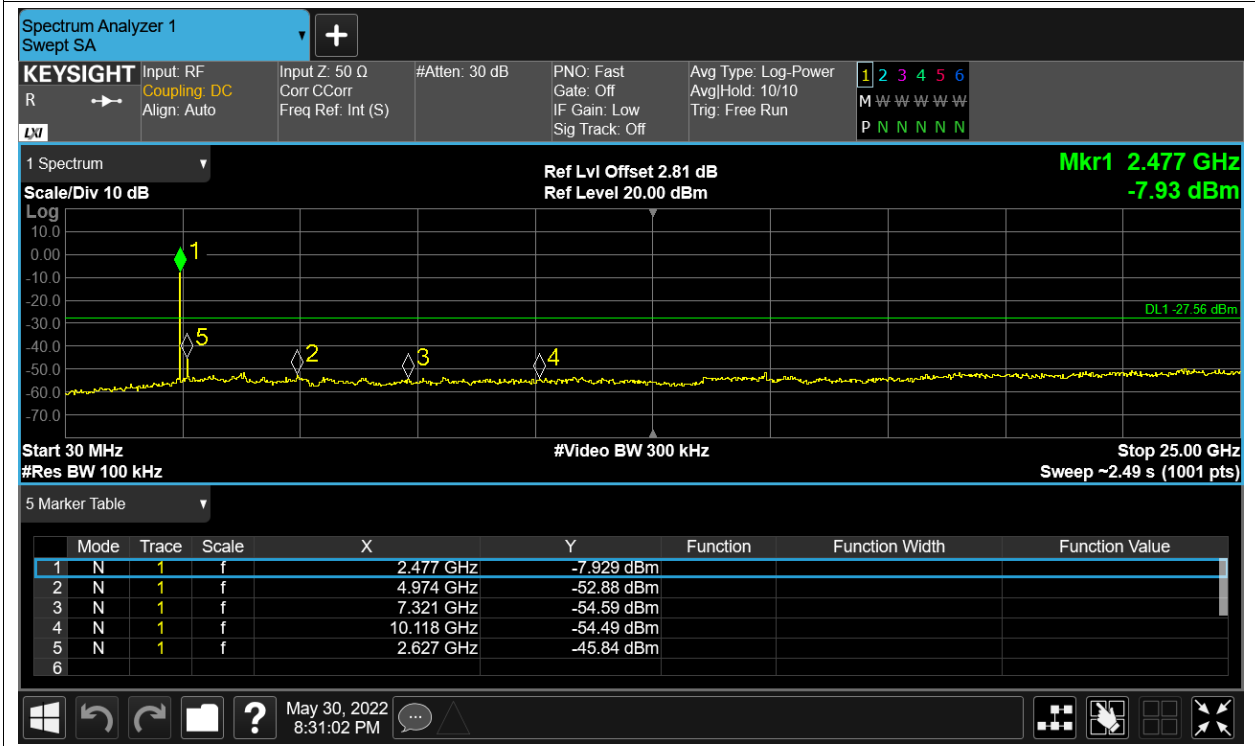 Spectrum Analyzer 1
Swept SA
+
KEYSIGHT
R
LXI
Input: RF
Coupling: DC
Align: Auto
Input Z: 50 Ω
Corr CCorr
Freq Ref: Int (S)
#Atten: 30 dB
PNO: Fast
Gate: Off
IF Gain: Low
Sig Track: Off
Avg Type: Log-Power
Avg|Hold: 10/10
Trig: Free Run
1 2 3 4 5 6
M W W W W W
P N N N N N
1 Spectrum
Scale/Div 10 dB
Ref Lvl Offset 2.81 dB
Ref Level 20.00 dBm
Mkr1 2.477 GHz
-7.93 dBm
Log
10.0
0.00
-10.0
-20.0
-30.0
-40.0
-50.0
-60.0
-70.0
1
5
2
3
4
DL1 -27.56 dBm
Start 30 MHz
#Res BW 100 kHz
#Video BW 300 kHz
Stop 25.00 GHz
Sweep ~2.49 s (1001 pts)
5 Marker Table
Mode Trace Scale X Y Function Function Width Function Value
1 N 1 f 2.477 GHz -7.929 dBm
2 N 1 f 4.974 GHz -52.88 dBm
3 N 1 f 7.321 GHz -54.59 dBm
4 N 1 f 10.118 GHz -54.49 dBm
5 N 1 f 2.627 GHz -45.84 dBm
6
?
May 30, 2022
8:31:02 PM